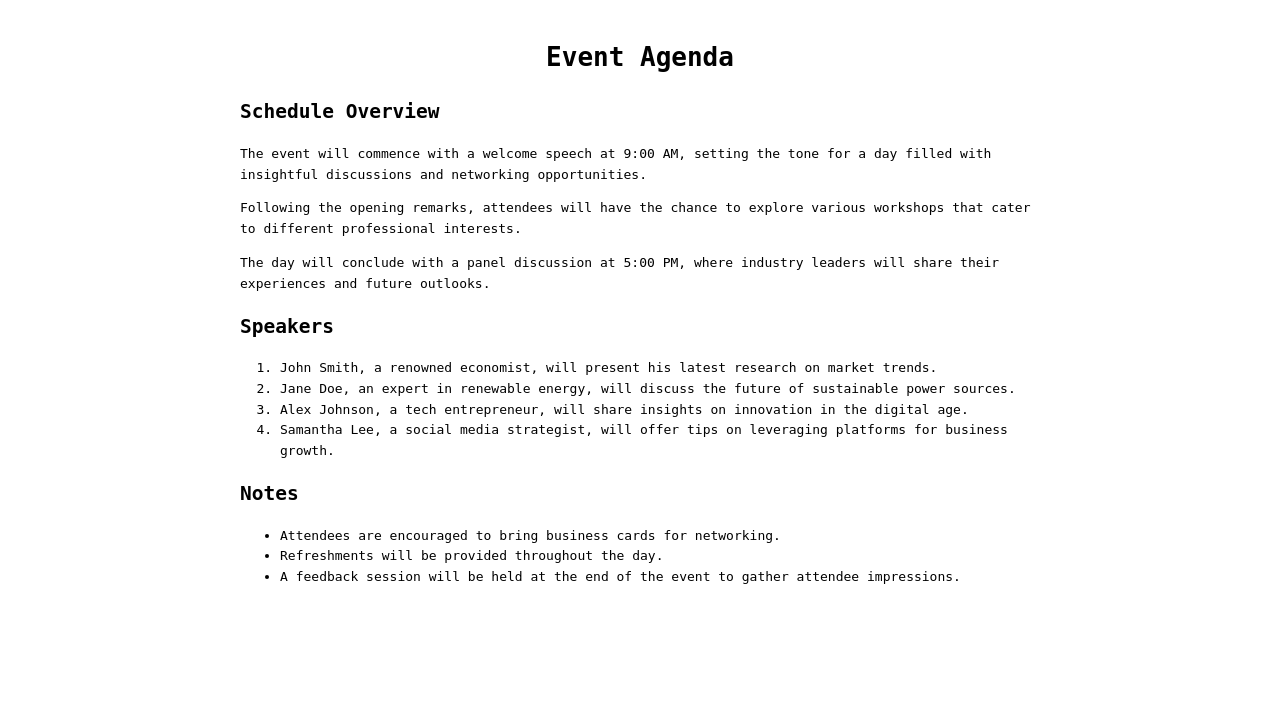 Event Agenda
Schedule Overview
The event will commence with a welcome speech at 9:00 AM, setting the tone for a day filled with
insightful discussions and networking opportunities.
Following the opening remarks, attendees will have the chance to explore various workshops that cater
to different professional interests.
The day will conclude with a panel discussion at 5:00 PM, where industry leaders will share their
experiences and future outlooks.
Speakers
1. John Smith, a renowned economist, will present his latest research on market trends.
2. Jane Doe, an expert in renewable energy, will discuss the future of sustainable power sources.
3. Alex Johnson, a tech entrepreneur, will share insights on innovation in the digital age.
4. Samantha Lee, a social media strategist, will offer tips on leveraging platforms for business
growth.
Notes
• Attendees are encouraged to bring business cards for networking.
• Refreshments will be provided throughout the day.
• A feedback session will be held at the end of the event to gather attendee impressions.